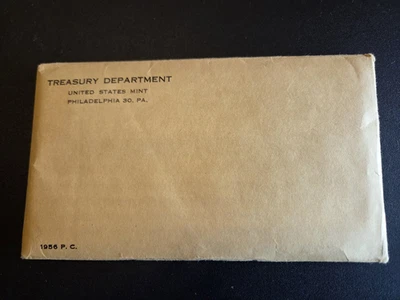 TREASURY DEPARTMENT
UNITED STATES MINT
PHILADELPHIA 30, PA.
1956 P. C.